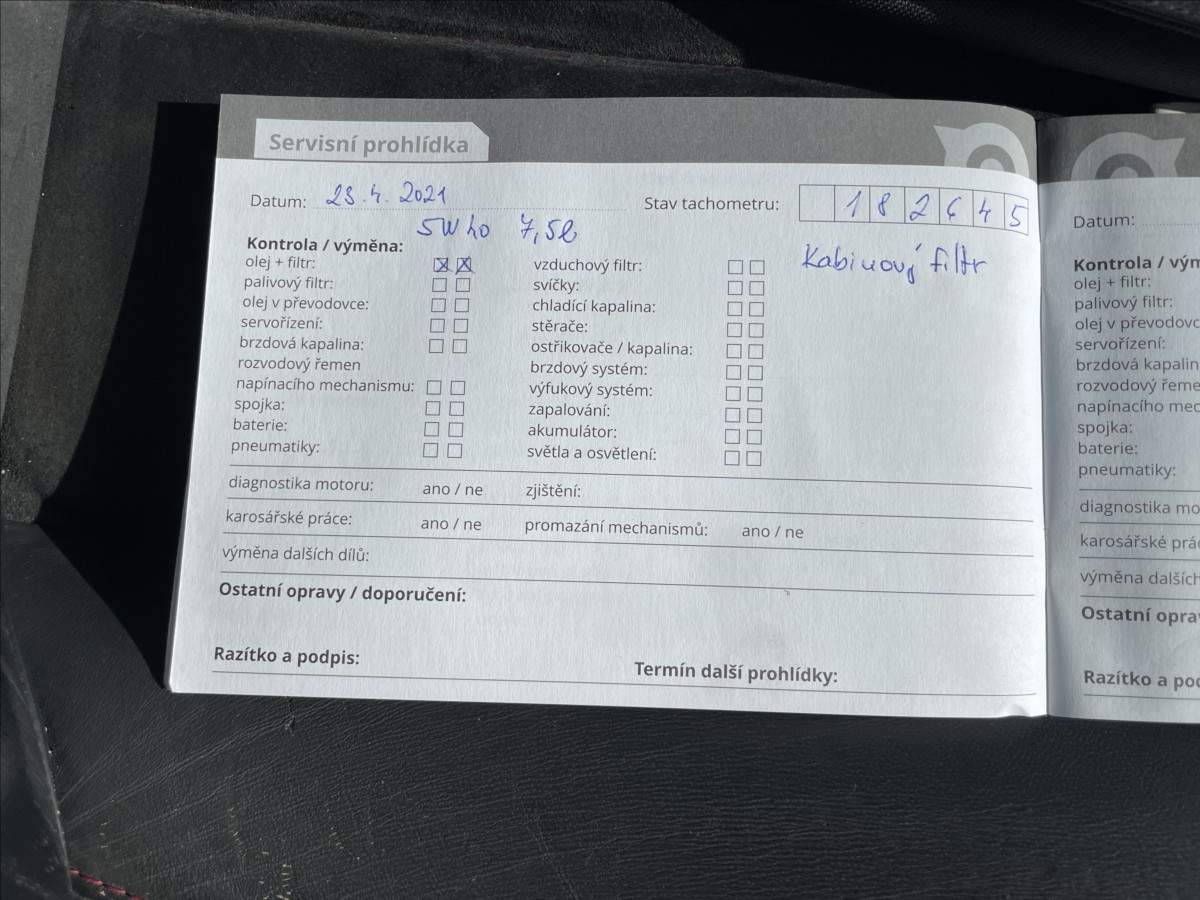 Servisní prohlídka
Datum: 23.4.2021 Stav tachometru: 182645
5W40 7,5l
Kontrola / výměna: Kabinový filtr
olej + filtr: ☒☒ vzduchový filtr: ☐☐
palivový filtr: ☐☐ svíčky: ☐☐
olej v převodovce: ☐☐ chladící kapalina: ☐☐
servořízení: ☐☐ stěrače: ☐☐
brzdová kapalina: ☐☐ ostřikovače / kapalina: ☐☐
rozvodový řemen brzdový systém: ☐☐
napínacího mechanismu: ☐☐ výfukový systém: ☐☐
spojka: ☐☐ zapalování: ☐☐
baterie: ☐☐ akumulátor: ☐☐
pneumatiky: ☐☐ světla a osvětlení: ☐☐
diagnostika motoru: ano / ne zjištění:
karosářské práce: ano / ne promazání mechanismů: ano / ne
výměna dalších dílů:
Ostatní opravy / doporučení:
Razítko a podpis: Termín další prohlídky:
Datum:
Kontrola / vým
olej + filtr:
palivový filtr:
olej v převodovc
servořízení:
brzdová kapalin
rozvodový řeme
napínacího mec
spojka:
baterie:
pneumatiky:
diagnostika mo
karosářské prác
výměna dalších
Ostatní opra
Razítko a pod